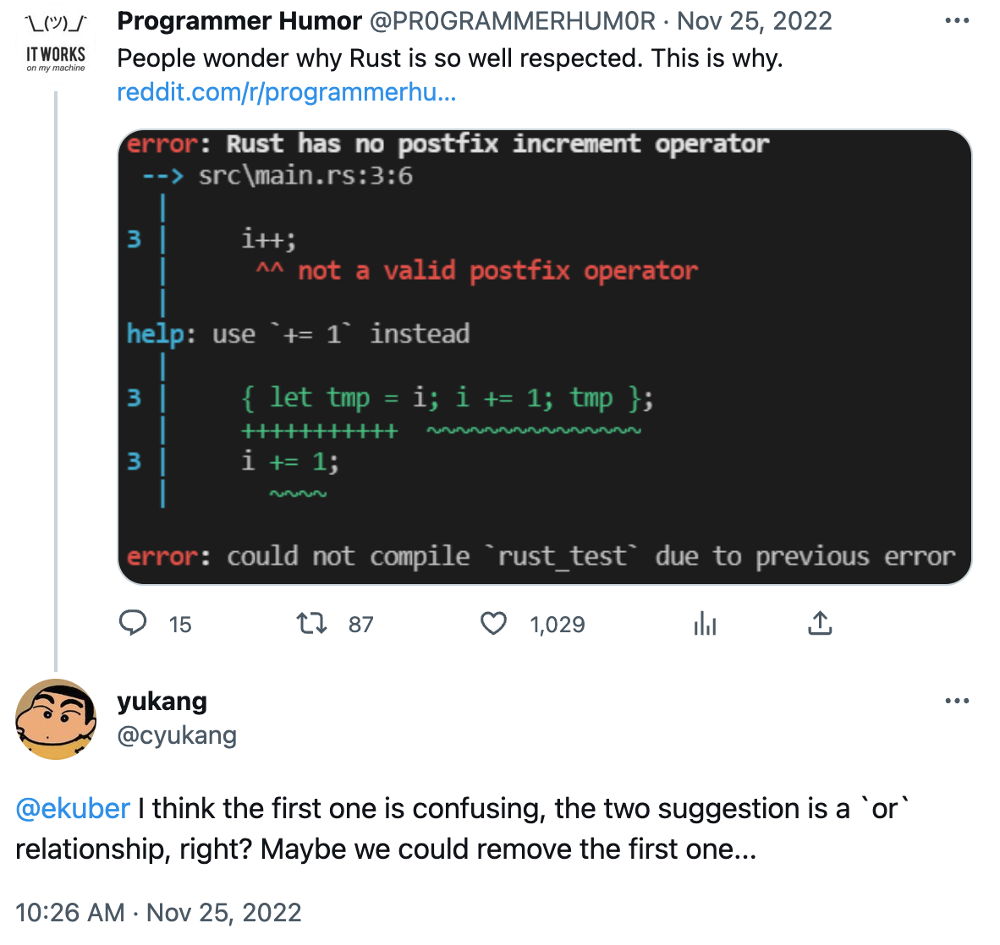 ¯\_(ツ)_/¯
IT WORKS
on my machine
Programmer Humor @PR0GRAMMERHUM0R · Nov 25, 2022
People wonder why Rust is so well respected. This is why.
reddit.com/r/programmerhu...
error: Rust has no postfix increment operator
--> src\main.rs:3:6
|
3 | i++;
| ^^ not a valid postfix operator
|
help: use `+= 1` instead
|
3 | { let tmp = i; i += 1; tmp };
| +++++++++++ ~~~~~~~~~~~~~~~
3 | i += 1;
| ~~~~
error: could not compile `rust_test` due to previous error
15 87 1,029
yukang
@cyukang
@ekuber I think the first one is confusing, the two suggestion is a `or`
relationship, right? Maybe we could remove the first one...
10:26 AM · Nov 25, 2022